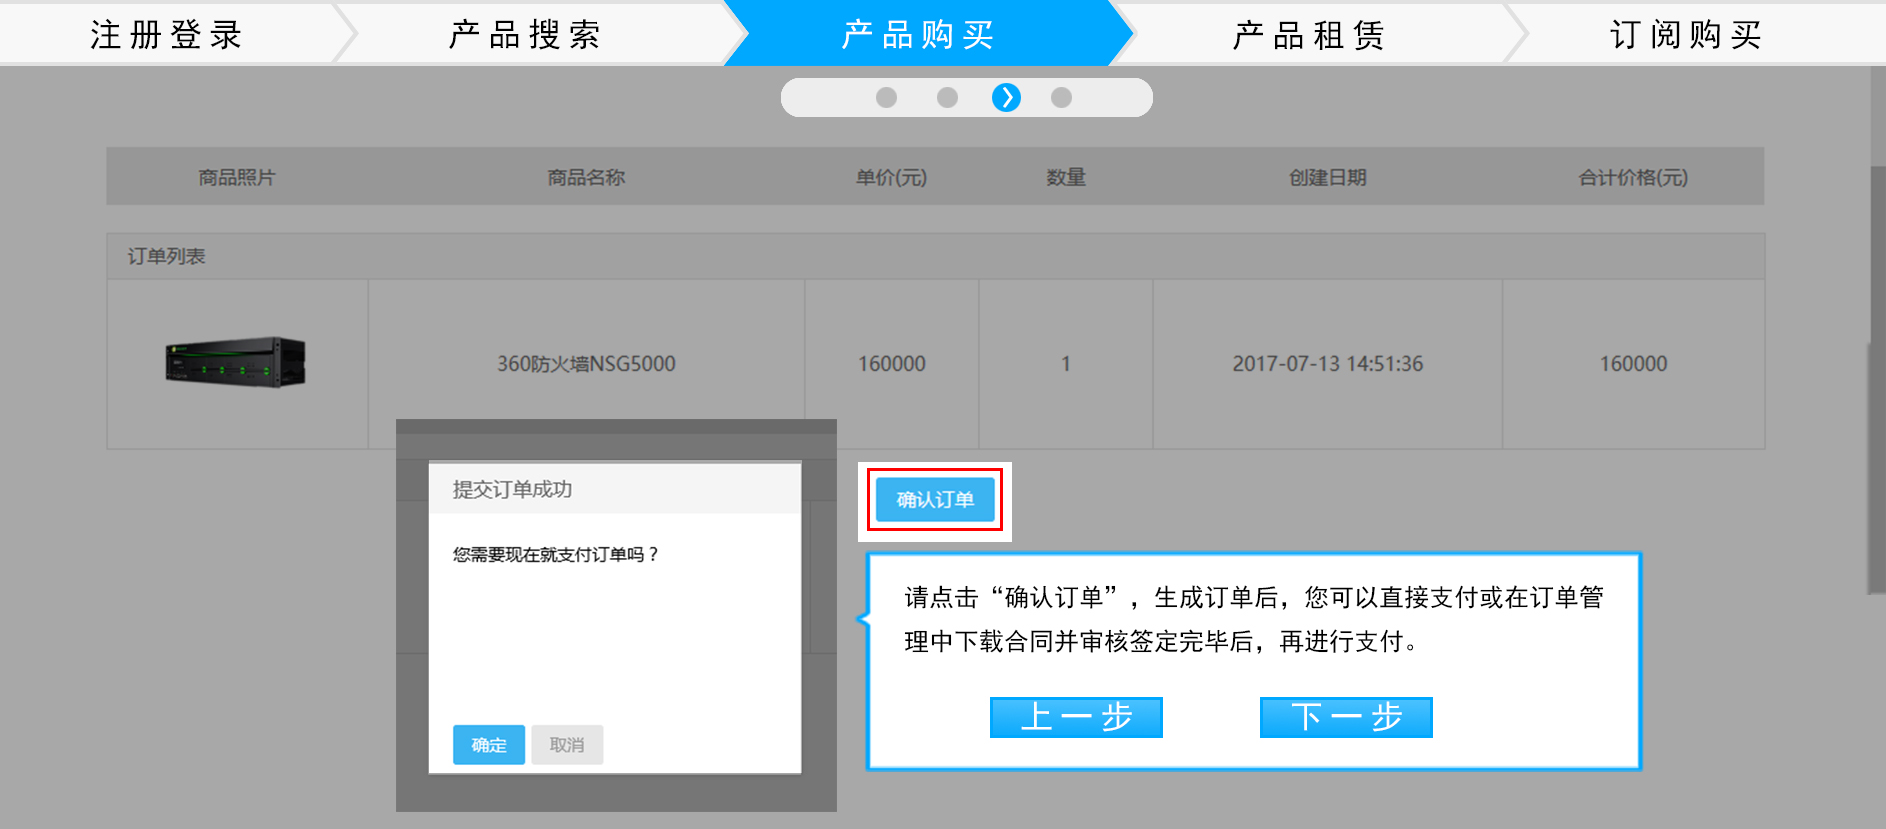 注册登录
产品搜索
产品购买
产品租赁
订阅购买
商品照片
商品名称
单价(元)
数量
创建日期
合计价格(元)
订单列表
360防火墙NSG5000
160000
1
2017-07-13 14:51:36
160000
提交订单成功
您需要现在就支付订单吗？
确定
取消
确认订单
请点击“确认订单”，生成订单后，您可以直接支付或在订单管
理中下载合同并审核签定完毕后，再进行支付。
上一步
下一步